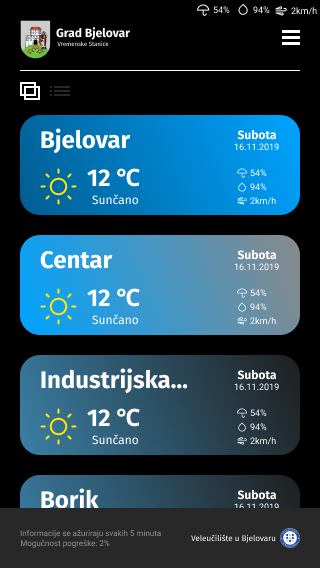 54% 94% 2km/h
Grad Bjelovar
Vremenske Stanice
Bjelovar
Subota
16.11.2019
12 °C
Sunčano
54%
94%
2km/h
Centar
Subota
16.11.2019
12 °C
Sunčano
54%
94%
2km/h
Industrijska...
Subota
16.11.2019
12 °C
Sunčano
54%
94%
2km/h
Borik
Subota
16.11.2019
Informacije se ažuriraju svakih 5 minuta
Mogućnost pogreške: 2%
Veleučilište u Bjelovaru